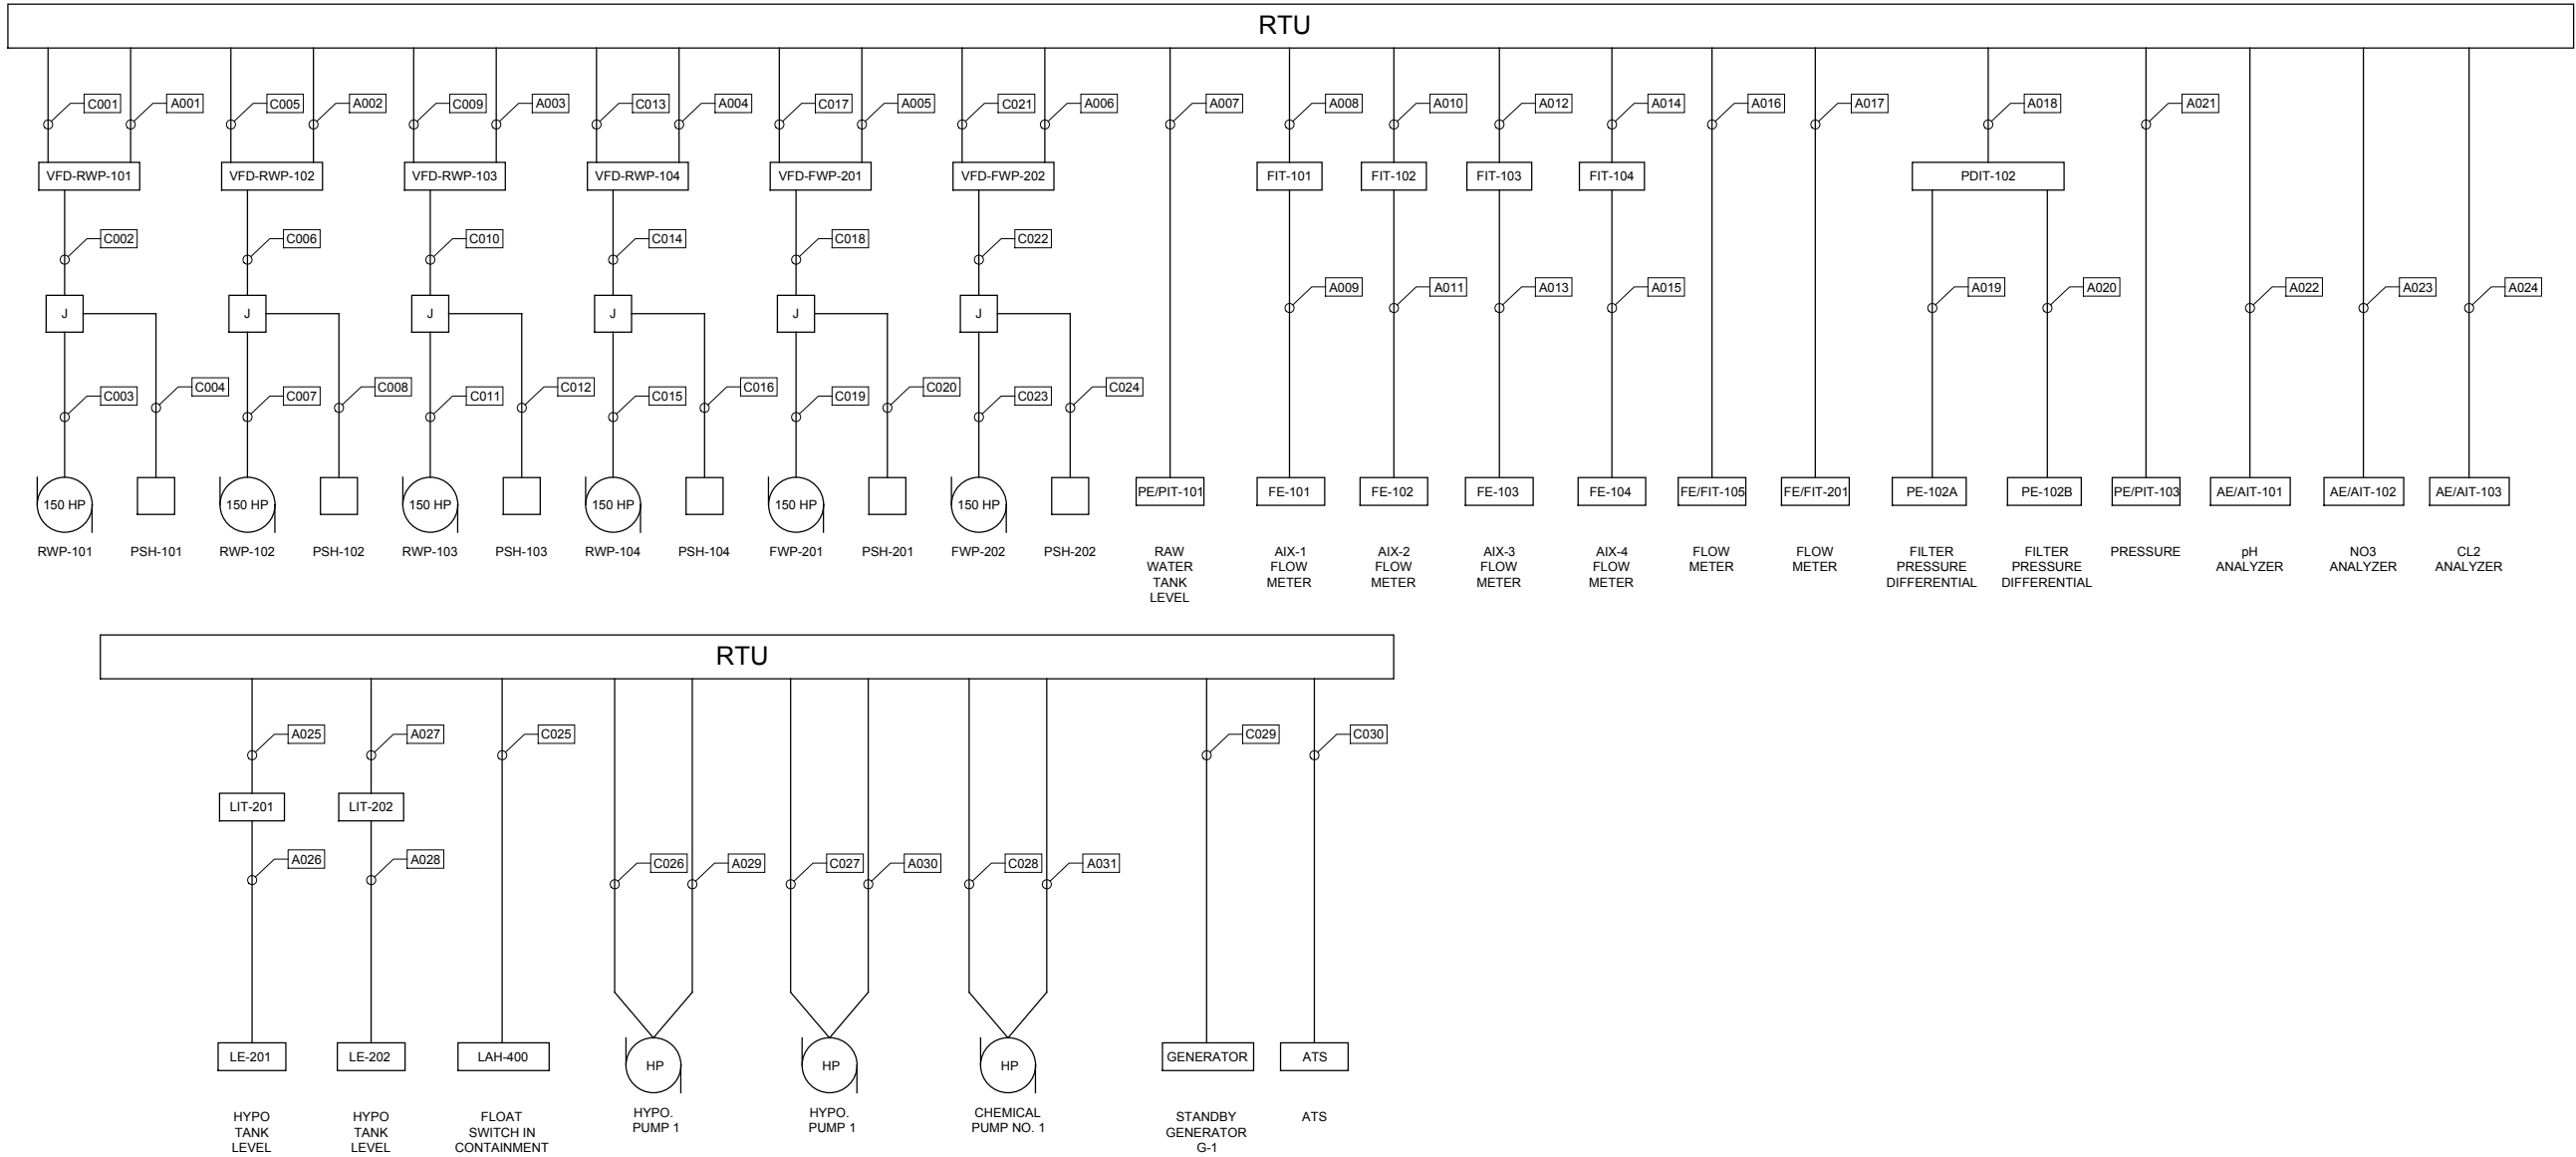 RTU
C001 A001 C005 A002 C009 A003 C013 A004 C017 A005 C021 A006 A007 A008 A010 A012 A014 A016 A017 A018 A021
VFD-RWP-101 VFD-RWP-102 VFD-RWP-103 VFD-RWP-104 VFD-FWP-201 VFD-FWP-202 FIT-101 FIT-102 FIT-103 FIT-104 PDIT-102
C002 C006 C010 C014 C018 C022
A009 A011 A013 A015 A019 A020 A022 A023 A024
J J J J J J
C003 C004 C007 C008 C011 C012 C015 C016 C019 C020 C023 C024
150 HP 150 HP 150 HP 150 HP 150 HP 150 HP PE/PIT-101 FE-101 FE-102 FE-103 FE-104 FE/FIT-105 FE/FIT-201 PE-102A PE-102B PE/PIT-103 AE/AIT-101 AE/AIT-102 AE/AIT-103
RWP-101 PSH-101 RWP-102 PSH-102 RWP-103 PSH-103 RWP-104 PSH-104 FWP-201 PSH-201 FWP-202 PSH-202
RAW
WATER
TANK
LEVEL
AIX-1
FLOW
METER
AIX-2
FLOW
METER
AIX-3
FLOW
METER
AIX-4
FLOW
METER
FLOW
METER
FLOW
METER
FILTER
PRESSURE
DIFFERENTIAL
FILTER
PRESSURE
DIFFERENTIAL
PRESSURE
pH
ANALYZER
NO3
ANALYZER
CL2
ANALYZER
RTU
A025 A027 C025 C029 C030
LIT-201 LIT-202
A026 A028 C026 A029 C027 A030 C028 A031
LE-201 LE-202 LAH-400 HP HP HP GENERATOR ATS
HYPO
TANK
LEVEL
HYPO
TANK
LEVEL
FLOAT
SWITCH IN
CONTAINMENT
HYPO.
PUMP 1
HYPO.
PUMP 1
CHEMICAL
PUMP NO. 1
STANDBY
GENERATOR
G-1
ATS